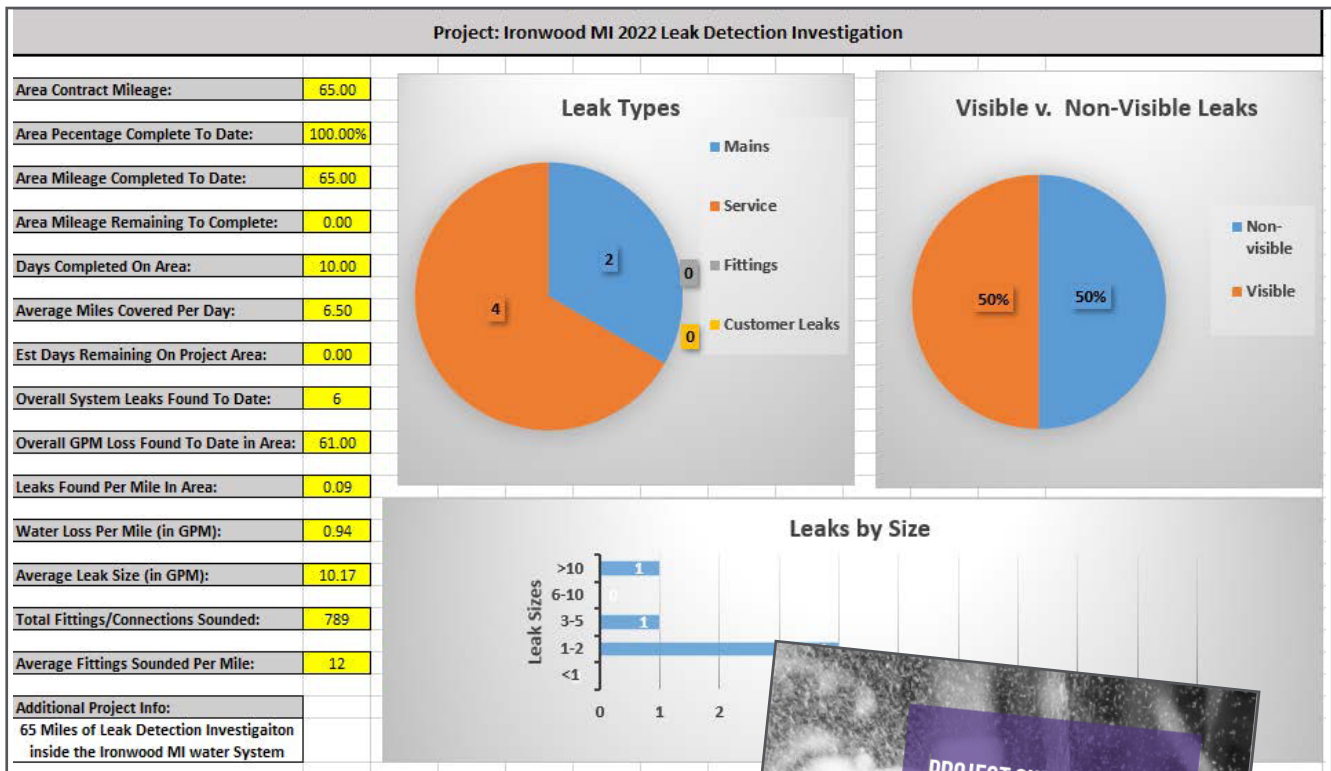 Project: Ironwood MI 2022 Leak Detection Investigation
Area Contract Mileage: 65.00
Area Pecentage Complete To Date: 100.00%
Area Mileage Completed To Date: 65.00
Area Mileage Remaining To Complete: 0.00
Days Completed On Area: 10.00
Average Miles Covered Per Day: 6.50
Est Days Remaining On Project Area: 0.00
Overall System Leaks Found To Date: 6
Overall GPM Loss Found To Date in Area: 61.00
Leaks Found Per Mile In Area: 0.09
Water Loss Per Mile (in GPM): 0.94
Average Leak Size (in GPM): 10.17
Total Fittings/Connections Sounded: 789
Average Fittings Sounded Per Mile: 12
Additional Project Info:
65 Miles of Leak Detection Investigaiton
inside the Ironwood MI water System
Leak Types
Mains
Service
Fittings
Customer Leaks
2
4
0
0
Visible v. Non-Visible Leaks
50%
50%
Non-
visible
Visible
Leaks by Size
Leak Sizes
>10
1
6-10
0
3-5
1
1-2
<1
0 1 2
PROJECT